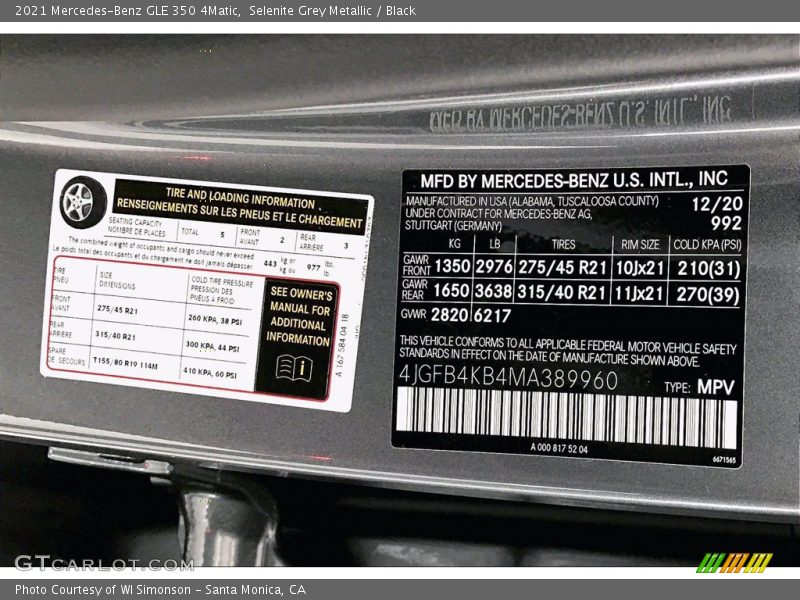 2021 Mercedes-Benz GLE 350 4Matic, Selenite Grey Metallic / Black
MFD BY MERCEDES-BENZ U.S. INTL., INC
TIRE AND LOADING INFORMATION
RENSEIGNEMENTS SUR LES PNEUS ET LE CHARGEMENT
SEATING CAPACITY
NOMBRE DE PLACES
TOTAL 5
FRONT
AVANT
2
REAR
ARRIÈRE
3
The combined weight of occupants and cargo should never exceed
Le poids total des occupants et du chargement ne doit jamais dépasser
443 kg or
kg ou
977 lbs.
lb.
TIRE
PNEU
SIZE
DIMENSIONS
COLD TIRE PRESSURE
PRESSION DES
PNEUS A FROID
FRONT
AVANT
275/45 R21
260 KPA, 38 PSI
REAR
ARRIÈRE
315/40 R21
300 KPA, 44 PSI
SPARE
DE SECOURS
T155/80 R19 114M
410 KPA, 60 PSI
SEE OWNER'S
MANUAL FOR
ADDITIONAL
INFORMATION
A 167 584 04 18
MFD BY MERCEDES-BENZ U.S. INTL., INC
MANUFACTURED IN USA (ALABAMA, TUSCALOOSA COUNTY)
UNDER CONTRACT FOR MERCEDES-BENZ AG,
STUTTGART (GERMANY)
12/20
992
KG LB TIRES RIM SIZE COLD KPA (PSI)
GAWR
FRONT
1350 2976 275/45 R21 10Jx21 210(31)
GAWR
REAR
1650 3638 315/40 R21 11Jx21 270(39)
GWR 2820 6217
THIS VEHICLE CONFORMS TO ALL APPLICABLE FEDERAL MOTOR VEHICLE SAFETY
STANDARDS IN EFFECT ON THE DATE OF MANUFACTURE SHOWN ABOVE.
4JGFB4KB4MA389960
TYPE: MPV
A 000 817 52 04
6671565
GTCARLOT.COM
Photo Courtesy of WI Simonson - Santa Monica, CA